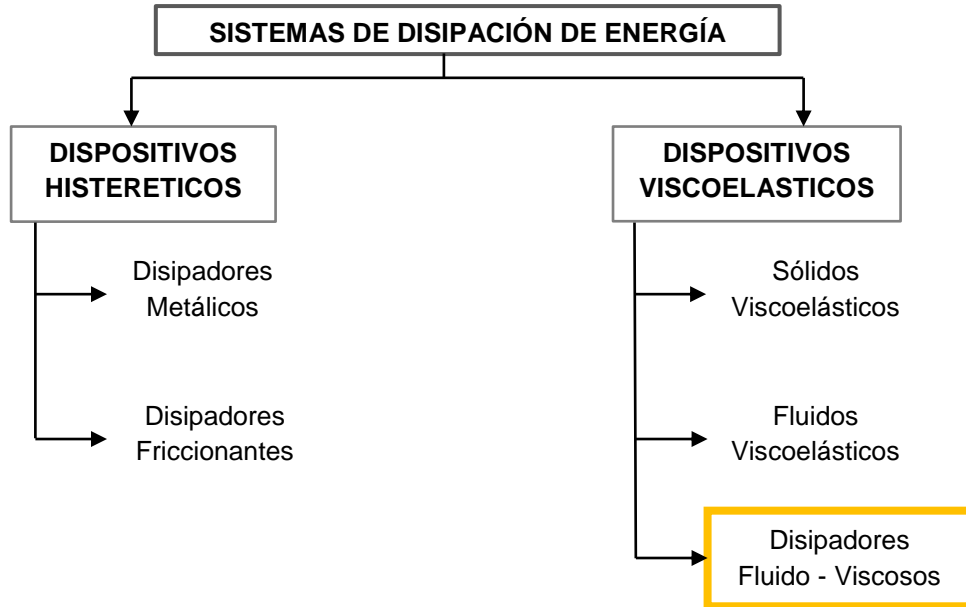 SISTEMAS DE DISIPACIÓN DE ENERGÍA
DISPOSITIVOS
HISTERETICOS
Disipadores
Metálicos
Disipadores
Friccionantes
DISPOSITIVOS
VISCOELASTICOS
Sólidos
Viscoelásticos
Fluidos
Viscoelásticos
Disipadores
Fluido - Viscosos